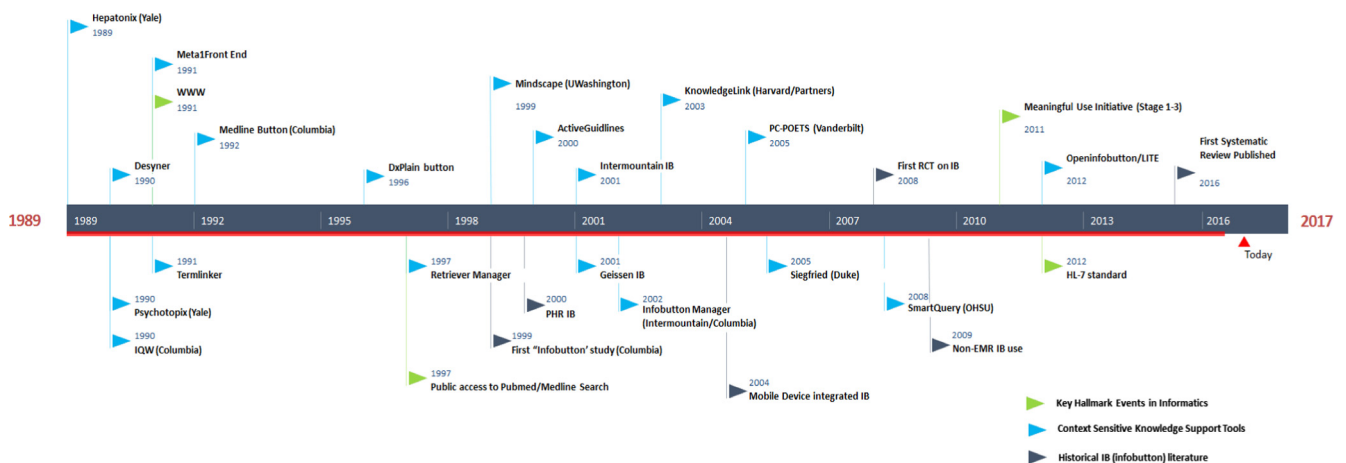 Hepatonix (Yale)
1989
Meta1Front End
1991
WWW
1991
Medline Button (Columbia)
1992
Desyner
1990
DxPlain button
1996
Mindscape (UWashington)
1999
ActiveGuidlines
2000
Intermountain IB
2001
KnowledgeLink (Harvard/Partners)
2003
PC-POETS (Vanderbilt)
2005
First RCT on IB
2008
Meaningful Use Initiative (Stage 1-3)
2011
Openinfobutton/LITE
2012
First Systematic
Review Published
2016
1989
1989
1992
1995
1998
2001
2004
2007
2010
2013
2016
2017
Today
1991
Termlinker
1990
Psychotopix (Yale)
1990
IQW (Columbia)
1997
Retriever Manager
2000
PHR IB
1999
First "Infobutton' study (Columbia)
1997
Public access to Pubmed/Medline Search
2001
Geissen IB
2002
Infobutton Manager
(Intermountain/Columbia)
2004
Mobile Device integrated IB
2005
Siegfried (Duke)
2008
SmartQuery (OHSU)
2009
Non-EMR IB use
2012
HL-7 standard
Key Hallmark Events in Informatics
Context Sensitive Knowledge Support Tools
Historical IB (infobutton) literature